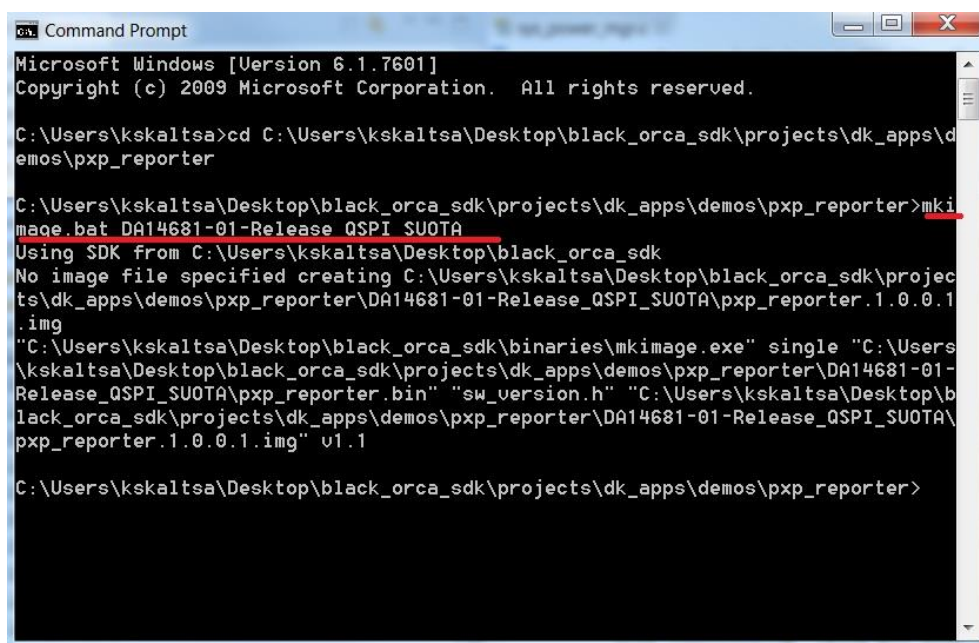 Command Prompt
Microsoft Windows [Version 6.1.7601]
Copyright (c) 2009 Microsoft Corporation.  All rights reserved.
C:\Users\kskaltsa>cd C:\Users\kskaltsa\Desktop\black_orca_sdk\projects\dk_apps\d
emos\pxp_reporter
C:\Users\kskaltsa\Desktop\black_orca_sdk\projects\dk_apps\demos\pxp_reporter>mki
mage.bat DA14681-01-Release_QSPI_SUOTA
Using SDK from C:\Users\kskaltsa\Desktop\black_orca_sdk
No image file specified creating C:\Users\kskaltsa\Desktop\black_orca_sdk\projec
ts\dk_apps\demos\pxp_reporter\DA14681-01-Release_QSPI_SUOTA\pxp_reporter.1.0.0.1
.img
"C:\Users\kskaltsa\Desktop\black_orca_sdk\binaries\mkimage.exe" single "C:\Users
\kskaltsa\Desktop\black_orca_sdk\projects\dk_apps\demos\pxp_reporter\DA14681-01-
Release_QSPI_SUOTA\pxp_reporter.bin" "sw_version.h" "C:\Users\kskaltsa\Desktop\b
lack_orca_sdk\projects\dk_apps\demos\pxp_reporter\DA14681-01-Release_QSPI_SUOTA\
pxp_reporter.1.0.0.1.img" v1.1
C:\Users\kskaltsa\Desktop\black_orca_sdk\projects\dk_apps\demos\pxp_reporter>